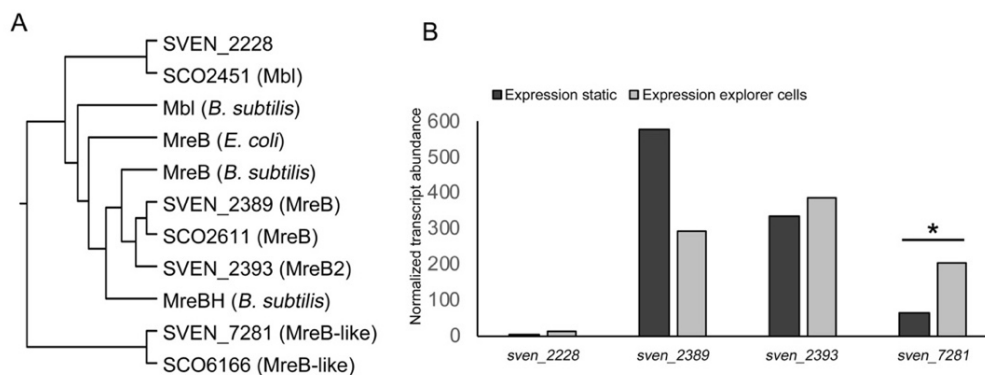 A
SVEN_2228
SCO2451 (Mbl)
Mbl (B. subtilis)
MreB (E. coli)
MreB (B. subtilis)
SVEN_2389 (MreB)
SCO2611 (MreB)
SVEN_2393 (MreB2)
MreBH (B. subtilis)
SVEN_7281 (MreB-like)
SCO6166 (MreB-like)
B
Expression static Expression explorer cells
Normalized transcript abundance
600
500
400
300
200
100
0
*
sven_2228 sven_2389 sven_2393 sven_7281